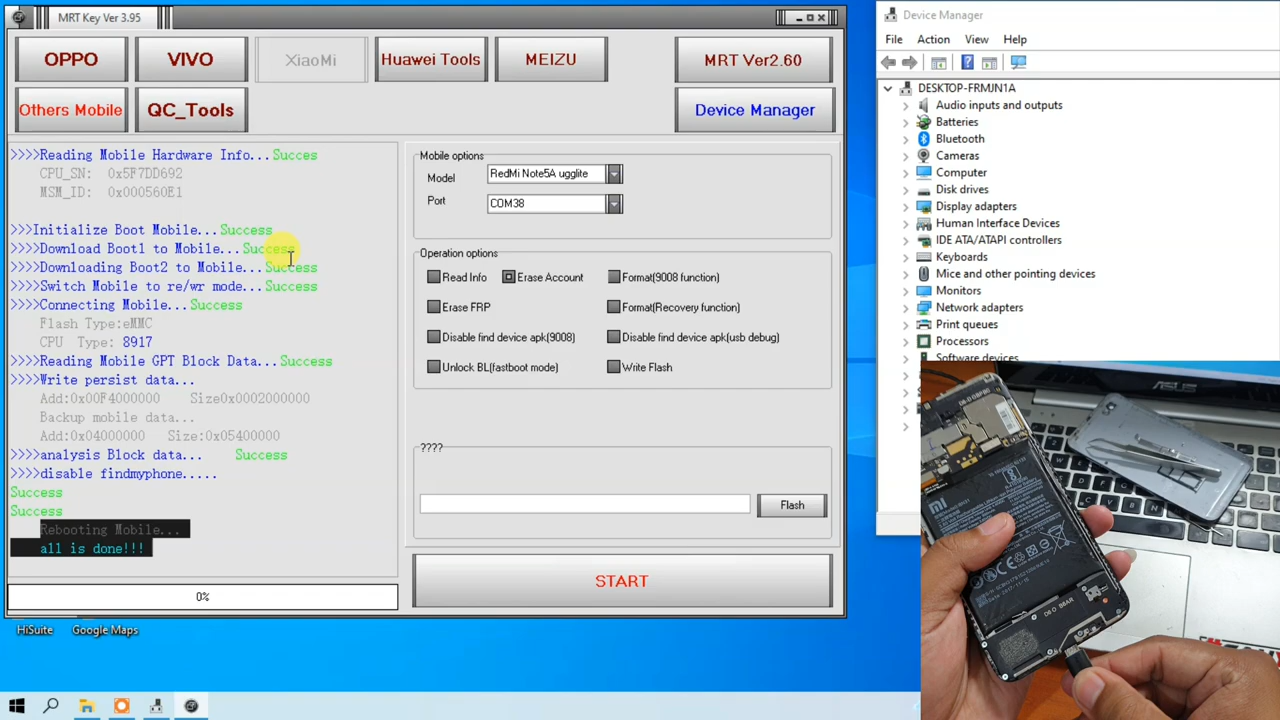 MRT Key Ver 3.95
OPPO
VIVO
XiaoMi
Huawei Tools
MEIZU
MRT Ver2.60
Others Mobile
QC_Tools
Device Manager
>>>>Reading Mobile Hardware Info...Succes
CPU_SN: 0x5F7DD692
MSM_ID: 0x000560E1
>>>Initialize Boot Mobile...Success
>>>>Download Boot1 to Mobile...Success
>>>>Downloading Boot2 to Mobile...Success
>>>>Switch Mobile to re/wr mode...Success
>>>>Connecting Mobile...Success
Flash Type:eMMC
CPU Type: 8917
>>>>Reading Mobile GPT Block Data...Success
>>>>Write persist data...
Add:0x00F4000000 Size0x0002000000
Backup mobile data...
Add:0x04000000 Size:0x05400000
>>>>analysis Block data... Success
>>>>disable findmyphone.....
Success
Success
Rebooting Mobile...
all is done!!!
0%
Mobile options
Model
RedMi Note5A ugglite
Port
COM38
Operation options
Read Info
Erase Account
Format(9008 function)
Erase FRP
Format(Recovery function)
Disable find device apk(9008)
Disable find device apk(usb debug)
Unlock BL(fastboot mode)
Write Flash
????
Flash
START
HiSuite
Google Maps
Device Manager
File
Action
View
Help
DESKTOP-FRMJN1A
Audio inputs and outputs
Batteries
Bluetooth
Cameras
Computer
Disk drives
Display adapters
Human Interface Devices
IDE ATA/ATAPI controllers
Keyboards
Mice and other pointing devices
Monitors
Network adapters
Print queues
Processors
Software devices
ASUS
mi